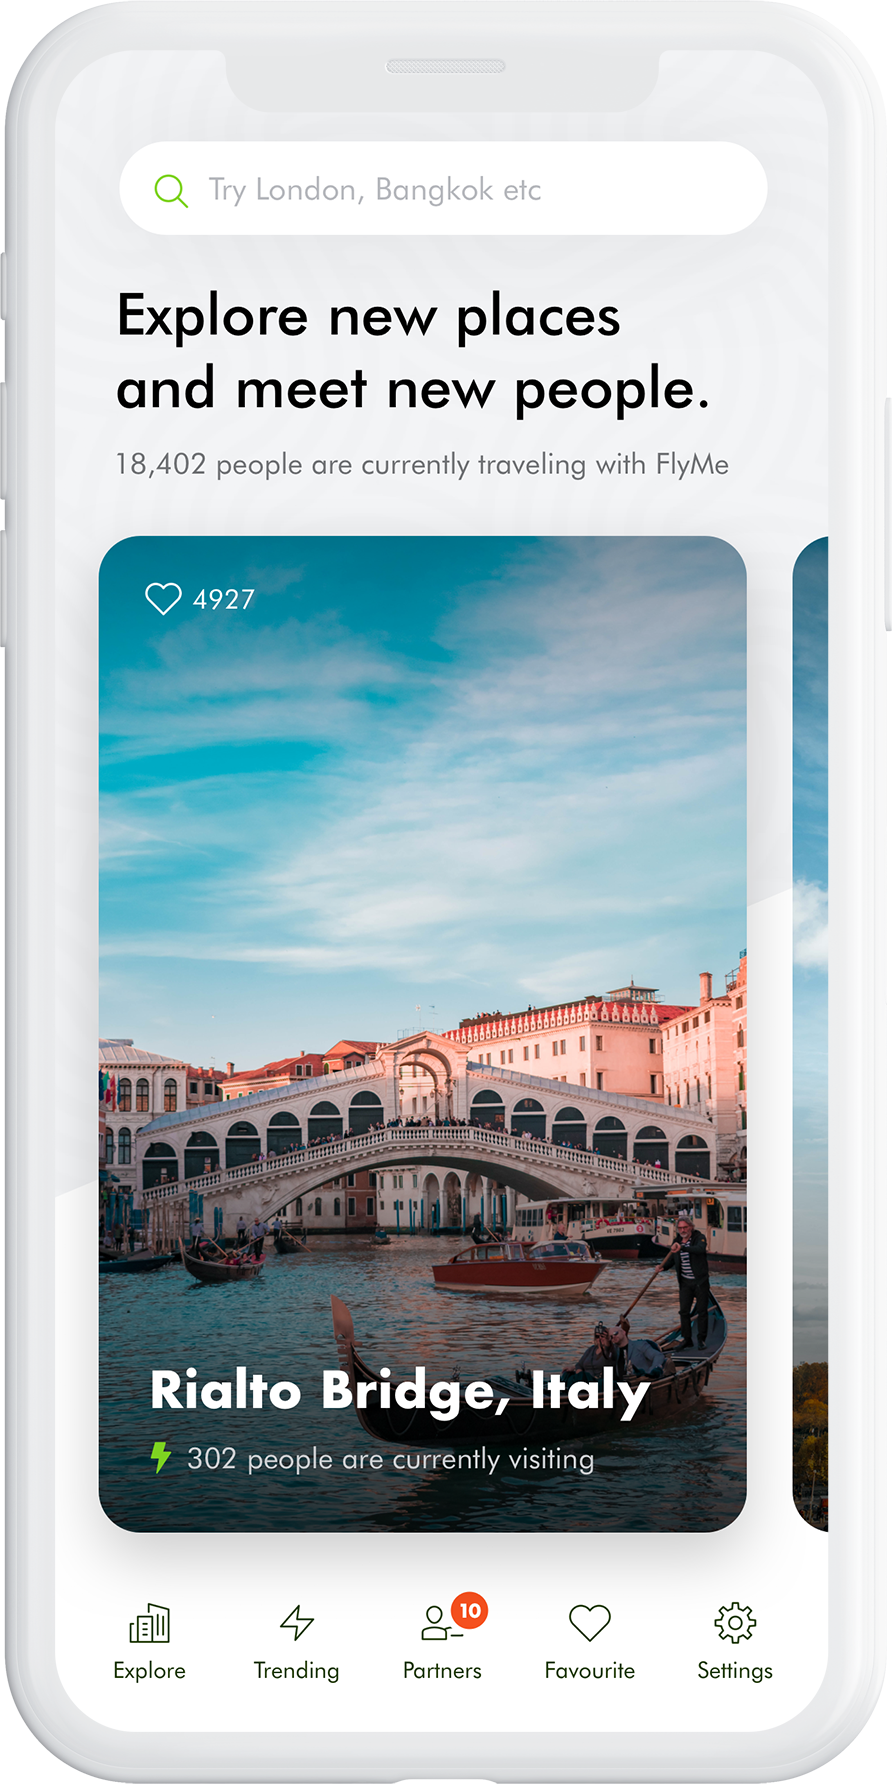 Try London, Bangkok etc
Explore new places
and meet new people.
18,402 people are currently traveling with FlyMe
4927
Rialto Bridge, Italy
302 people are currently visiting
10
Explore Trending Partners Favourite Settings